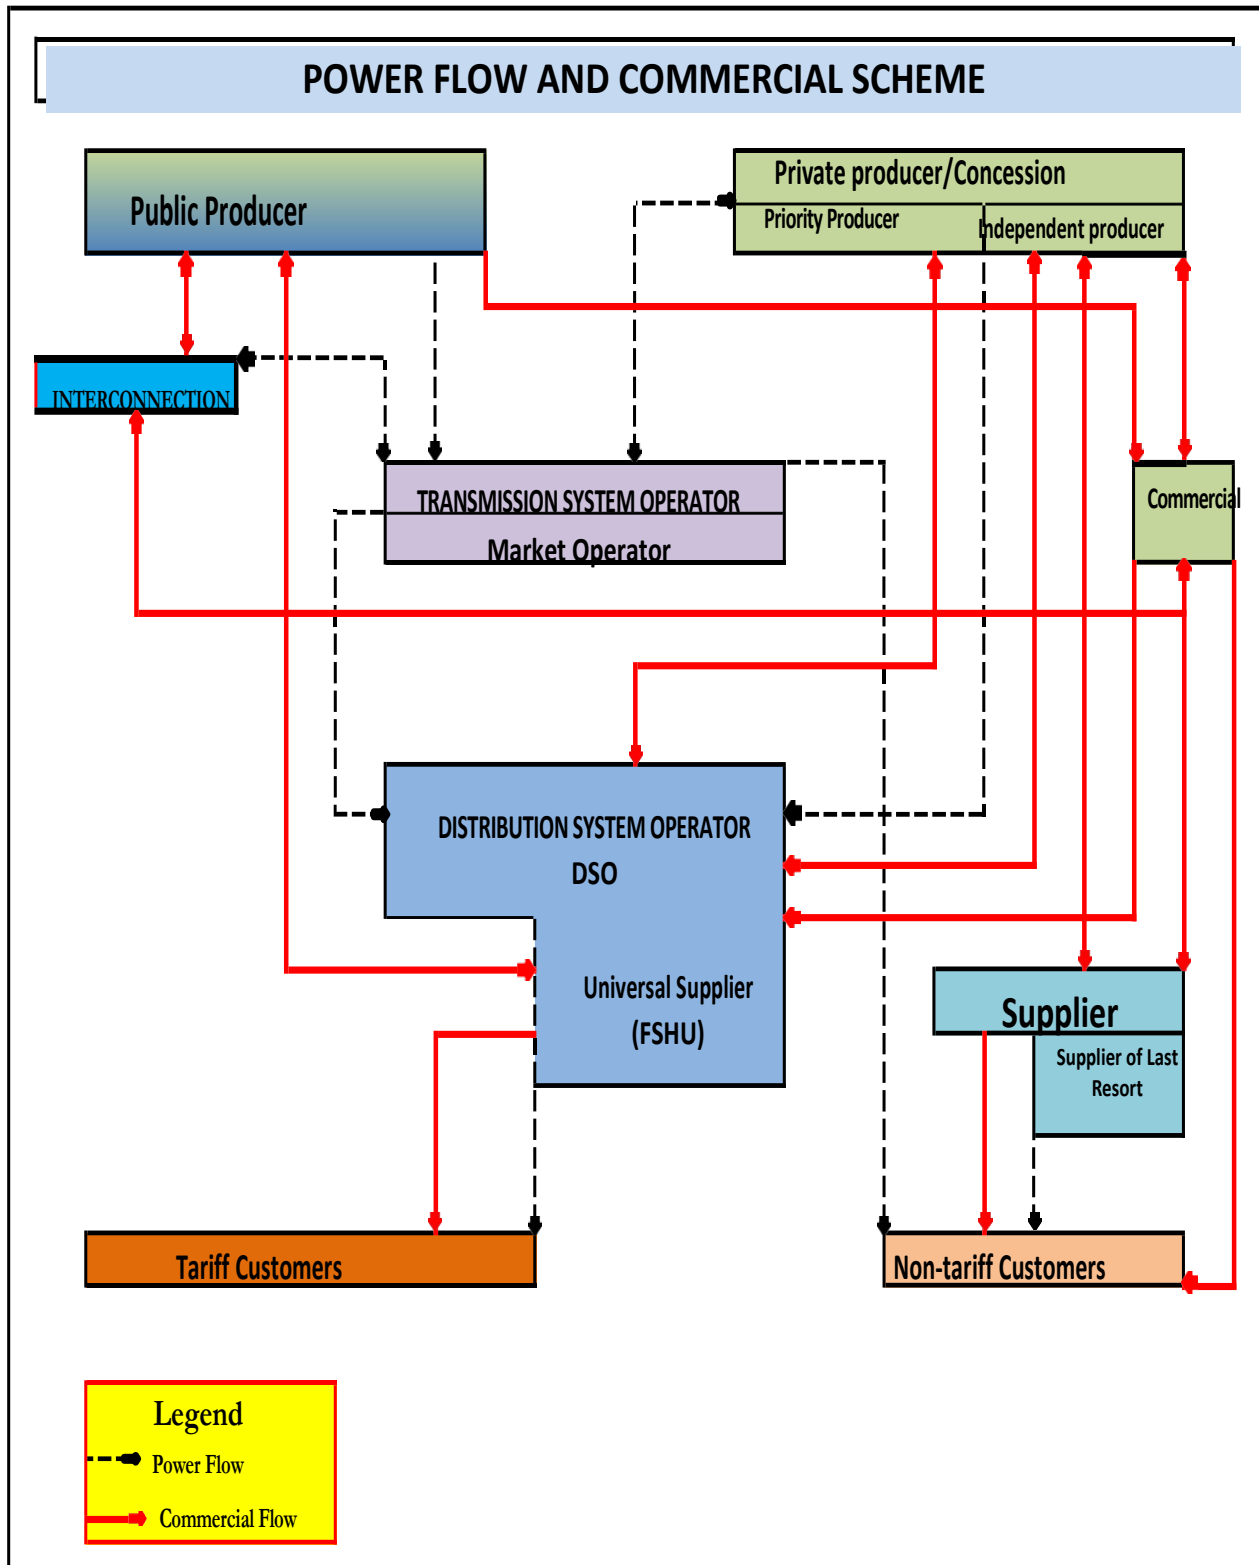 POWER FLOW AND COMMERCIAL SCHEME
Public Producer
Private producer/Concession
Priority Producer
Independent producer
INTERCONNECTION
TRANSMISSION SYSTEM OPERATOR
Market Operator
Commercial
DISTRIBUTION SYSTEM OPERATOR
DSO
Universal Supplier
(FSHU)
Supplier
Supplier of Last
Resort
Tariff Customers
Non-tariff Customers
Legend
Power Flow
Commercial Flow